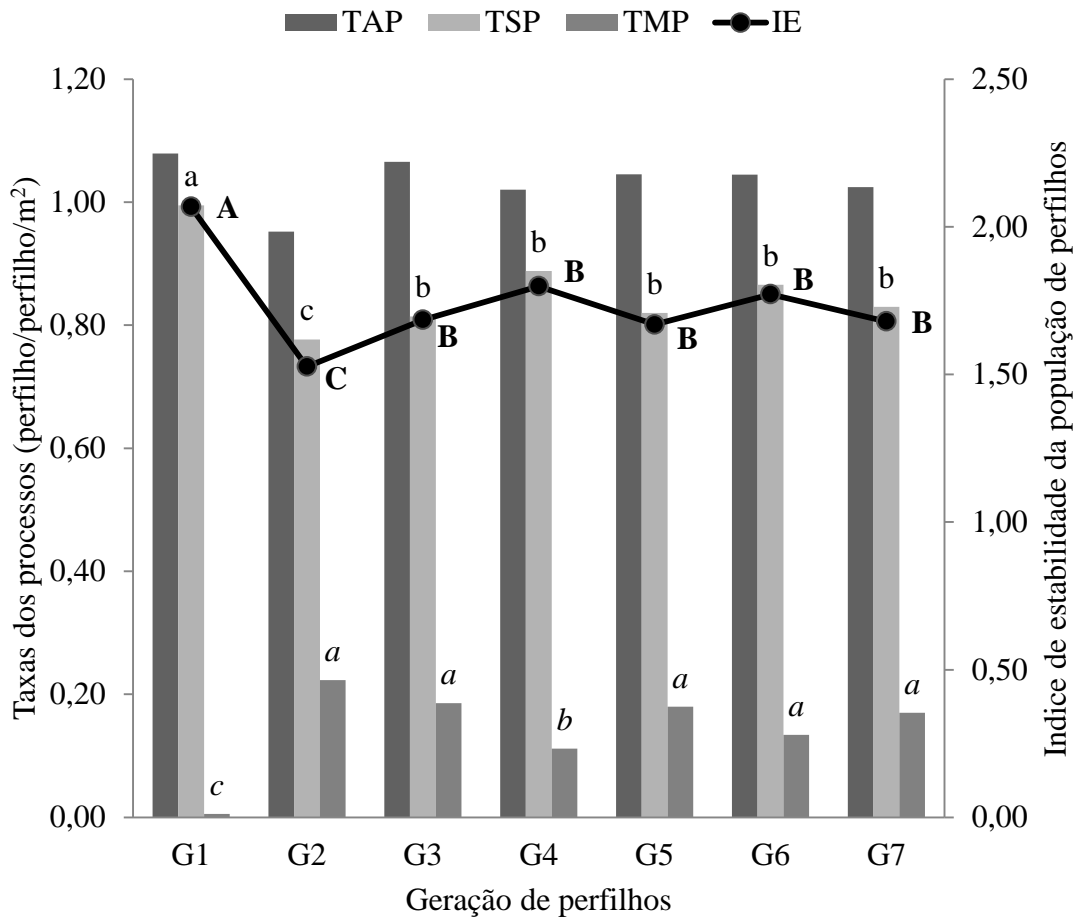 TAP TSP TMP IE
1,20 2,50
a
1,00 A 2,00
b b b
b B B
c
0,80 B B B
C 1,50
0,60
1,00
0,40
a a
a a
0,20 b a 0,50
c
0,00 0,00
G1 G2 G3 G4 G5 G6 G7
Geração de perfilhos
Taxas dos processos (perfilho/perfilho/m²)
Indice de estabilidade da população de perfilhos